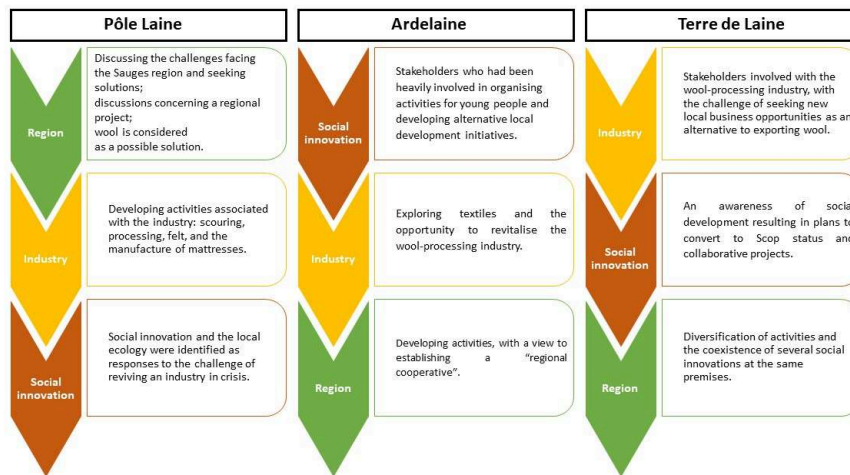 Pôle Laine
Region
Discussing the challenges facing
the Sauges region and seeking
solutions;
discussions concerning a regional
project;
wool is considered
as a possible solution.
Industry
Developing activities associated
with the industry: scouring,
processing, felt, and the
manufacture of mattresses.
Social
innovation
Social innovation and the local
ecology were identified as
responses to the challenge of
reviving an industry in crisis.
Ardelaine
Social
innovation
Stakeholders who had been
heavily involved in organising
activities for young people and
developing alternative local
development initiatives.
Industry
Exploring textiles and the
opportunity to revitalise the
wool-processing industry.
Region
Developing activities, with a view to
establishing a "regional
cooperative".
Terre de Laine
Industry
Stakeholders involved with the
wool-processing industry, with
the challenge of seeking new
local business opportunities as an
alternative to exporting wool.
Social
innovation
An awareness of social
development resulting in plans to
convert to Scop status and
collaborative projects.
Region
Diversification of activities and
the coexistence of several social
innovations at the same
premises.